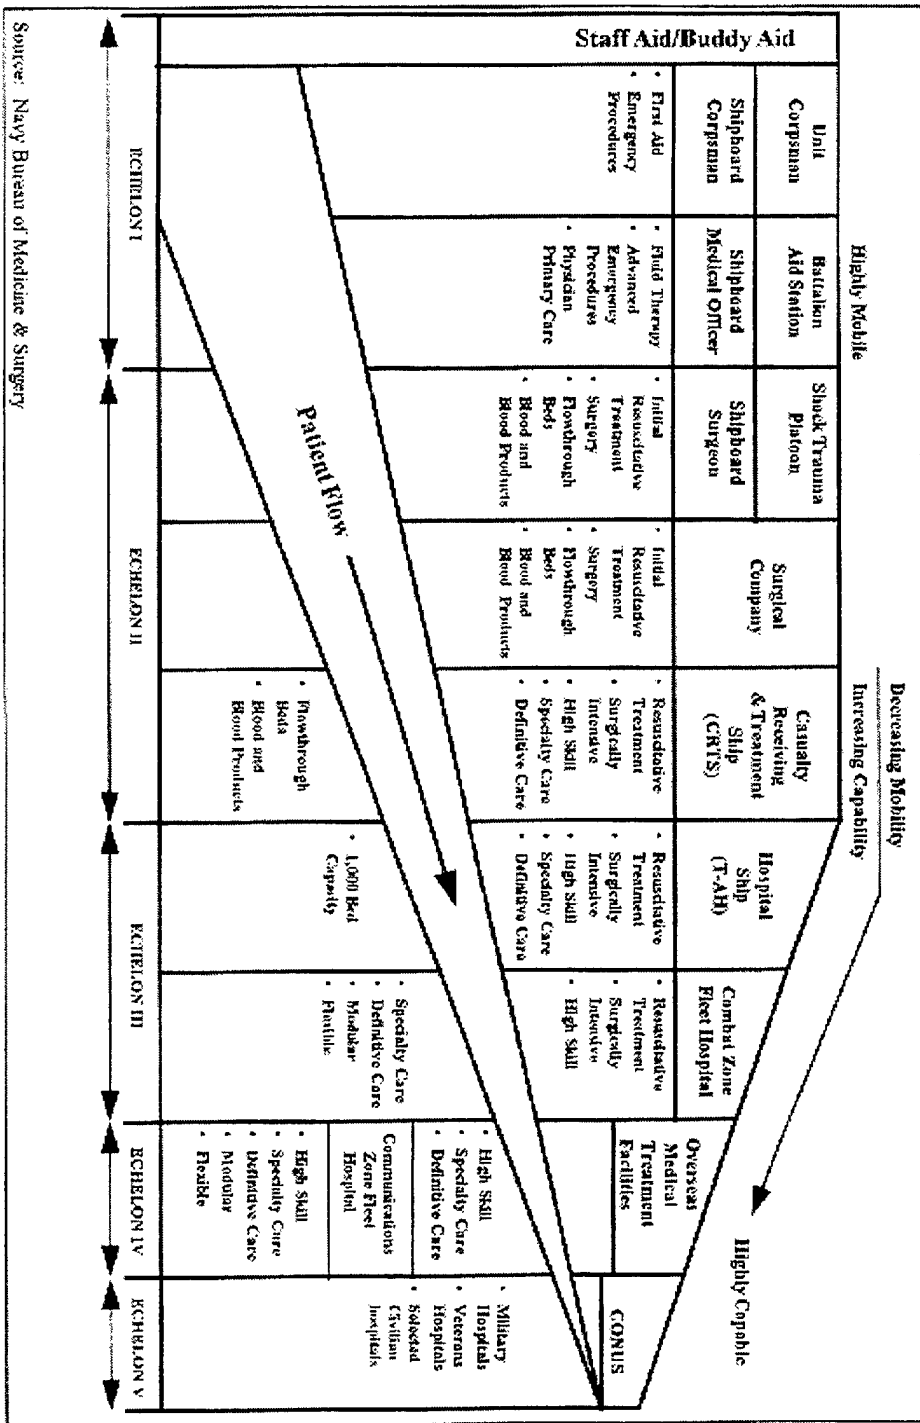 Decreasing Mobility
Increasing Capability
Highly Mobile
Highly Capable
Staff Aid/Buddy Aid
Unit
Corpsman
Shipboard
Corpsman
• First Aid
• Emergency
Procedures
Battalion
Aid Station
Shipboard
Medical Officer
• Fluid Therapy
• Advanced
Emergency
Procedures
• Physician
Primary Care
Shock Trauma
Platoon
Shipboard
Surgeon
• Initial
Resuscitative
Treatment
• Surgery
• Flowthrough
Beds
• Blood and
Blood Products
Surgical
Company
• Initial
Resuscitative
Treatment
• Surgery
• Flowthrough
Beds
• Blood and
Blood Products
Casualty
Receiving
& Treatment
Ship
(CRTS)
• Resuscitative
Treatment
• Surgically
Intensive
• High Skill
• Specialty Care
• Definitive Care
• Flowthrough
Beds
• Blood and
Blood Products
Hospital
Ship
(T-AH)
• Resuscitative
Treatment
• Surgically
Intensive
• High Skill
• Specialty Care
• Definitive Care
• 1,000 Bed
Capacity
Combat Zone
Fleet Hospital
• Resuscitative
Treatment
• Surgically
Intensive
• High Skill
• Specialty Care
• Definitive Care
• Modular
• Flexible
Overseas
Medical
Treatment
Facilities
• High Skill
• Specialty Care
• Definitive Care
Communications
Zone Fleet
Hospital
• High Skill
• Specialty Care
• Definitive Care
• Modular
• Flexible
CONUS
• Military
Hospitals
• Veterans
Hospitals
• Selected
Civilian
Hospitals
Patient Flow
ECHELON I
ECHELON II
ECHELON III
ECHELON IV
ECHELON V
Source: Navy Bureau of Medicine & Surgery